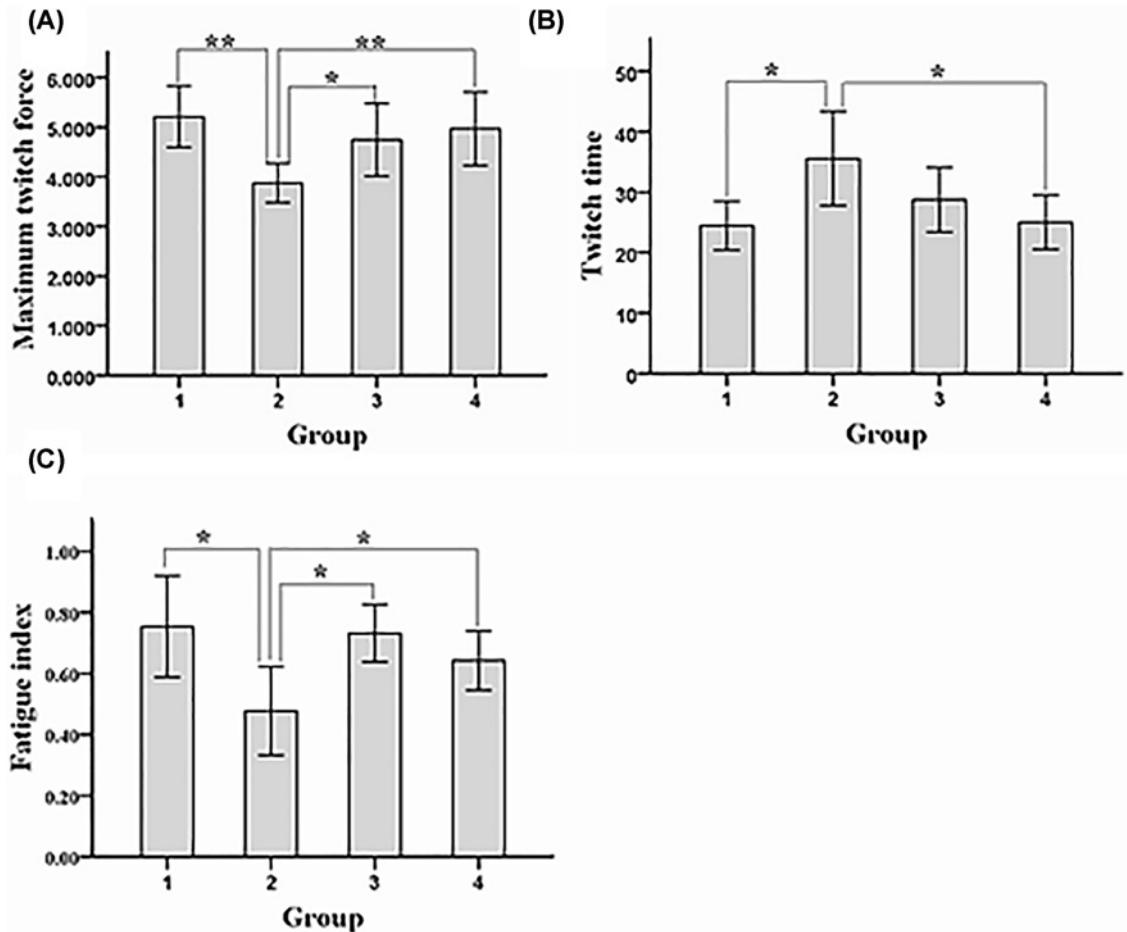 (A)
Maximum twitch force
6.000
5.000
4.000
3.000
2.000
1.000
0.000
** ** *
1 2 3 4
Group
(B)
Twitch time
50
40
30
20
10
0
* *
1 2 3 4
Group
(C)
Fatigue index
1.00
0.80
0.60
0.40
0.20
0.00
* * *
1 2 3 4
Group